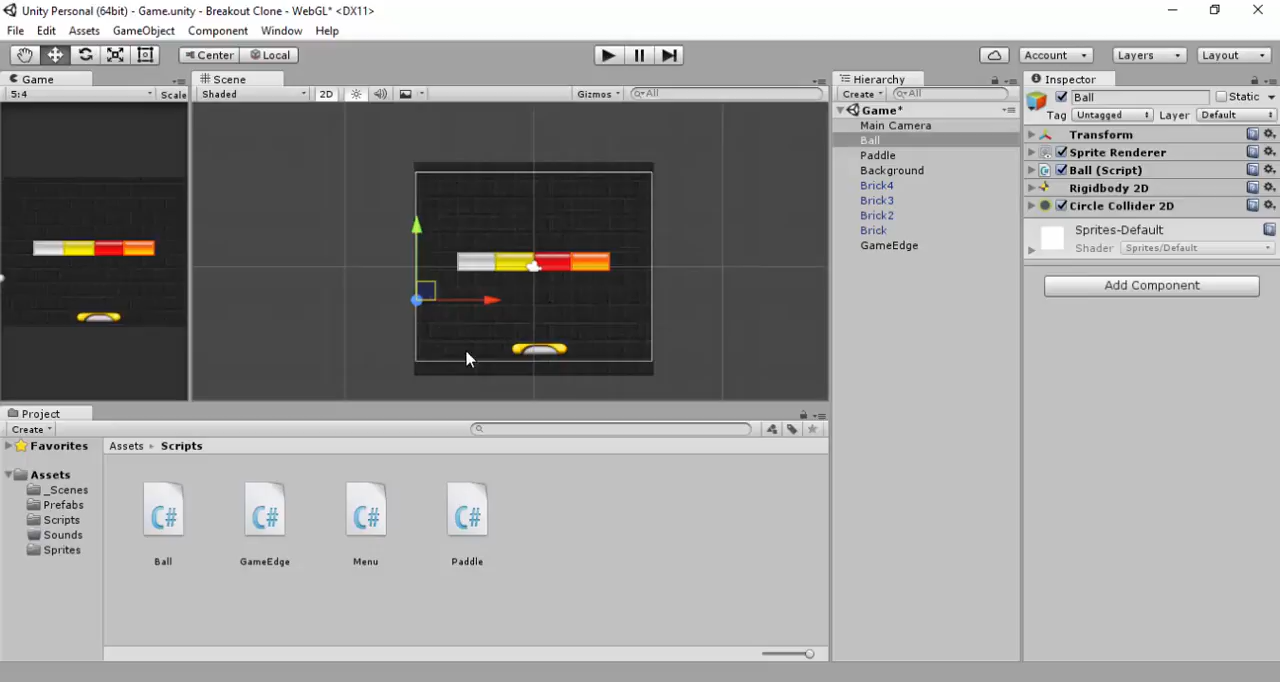 Unity Personal (64bit) - Game.unity - Breakout Clone - WebGL* <DX11>
File Edit Assets GameObject Component Window Help
Center Local Account Layers Layout
Game Scene Hierarchy Inspector
5:4 Scale Shaded 2D Gizmos All Create All Ball Static
Game* Tag Untagged Layer Default
Main Camera
Ball
Paddle
Background
Brick4
Brick3
Brick2
Brick
GameEdge
Transform
Sprite Renderer
Ball (Script)
Rigidbody 2D
Circle Collider 2D
Sprites-Default
Shader Sprites/Default
Add Component
Project
Create
Favorites Assets Scripts
Assets
_Scenes
Prefabs
Scripts
Sounds
Sprites
C# C# C# C#
Ball GameEdge Menu Paddle